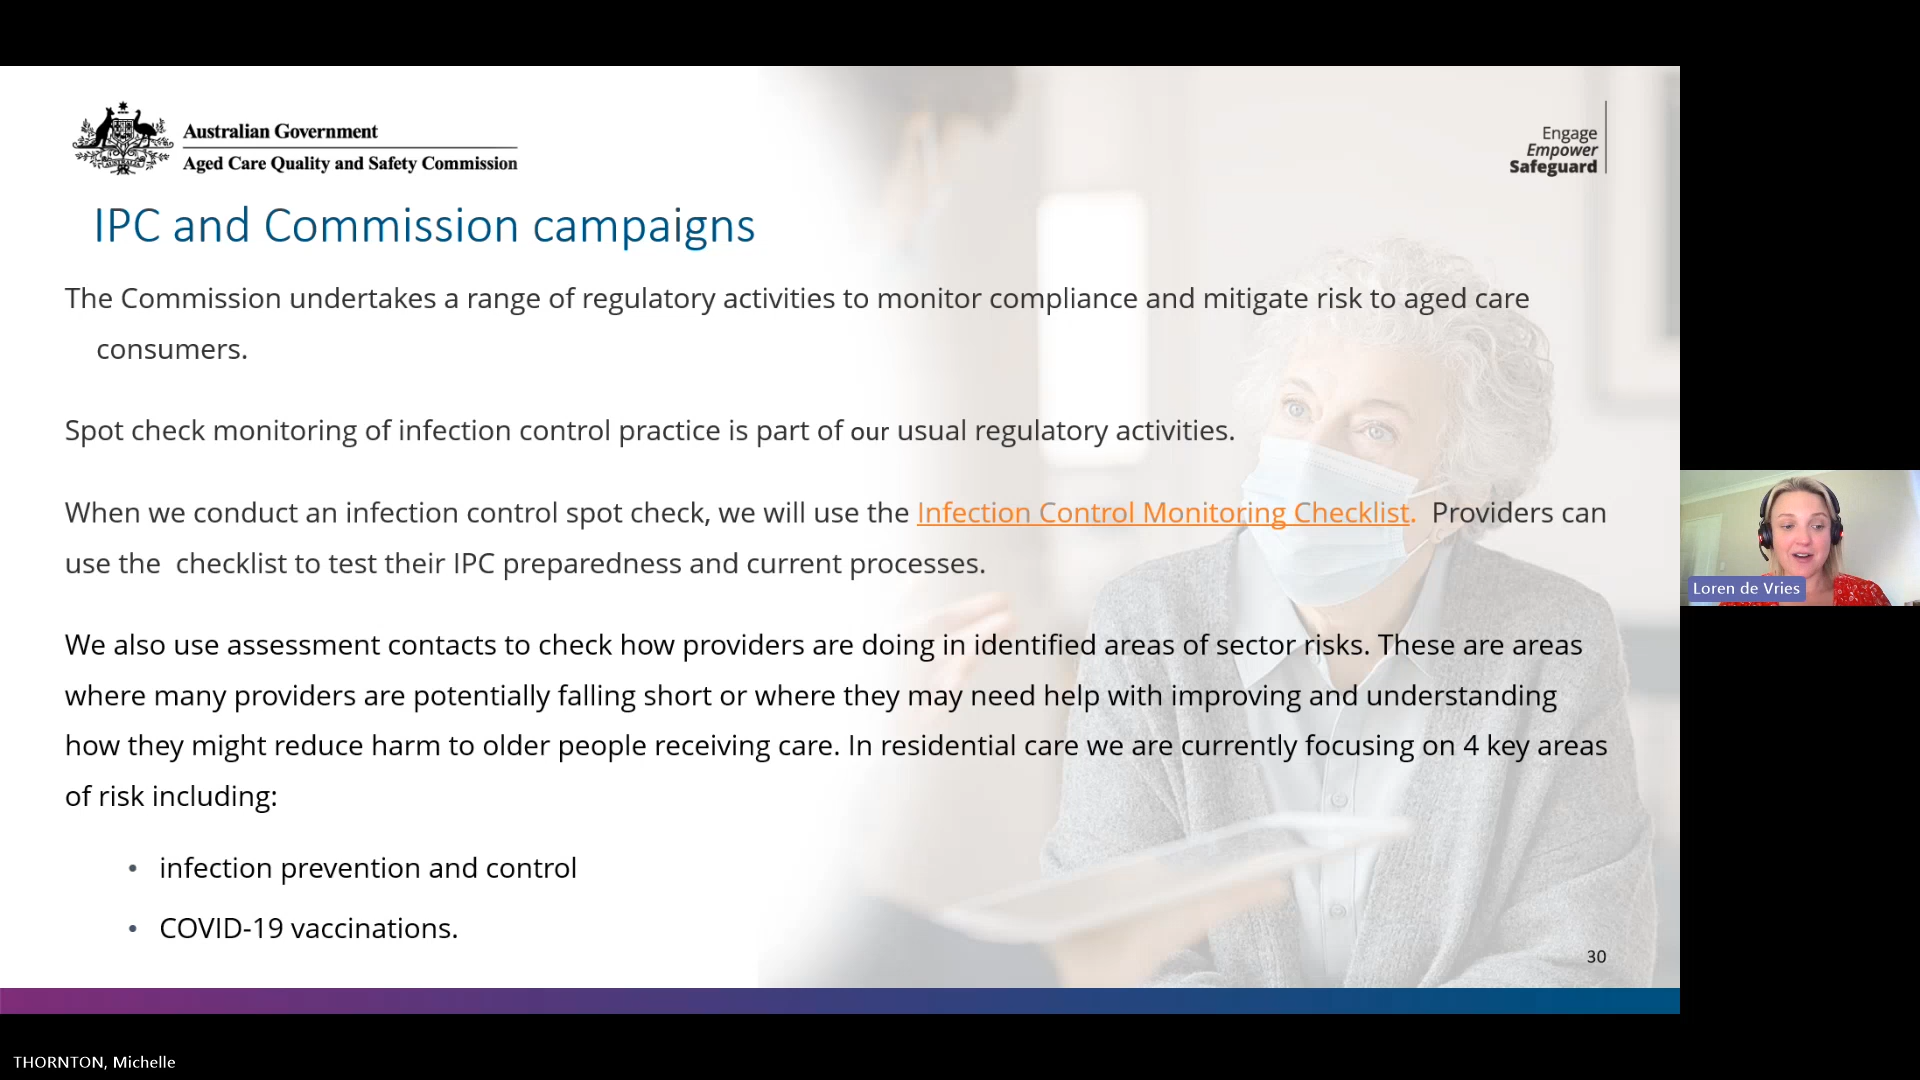 Australian Government
Aged Care Quality and Safety Commission
Engage
Empower
Safeguard
IPC and Commission campaigns
The Commission undertakes a range of regulatory activities to monitor compliance and mitigate risk to aged care
consumers.
Spot check monitoring of infection control practice is part of our usual regulatory activities.
When we conduct an infection control spot check, we will use the Infection Control Monitoring Checklist. Providers can
use the checklist to test their IPC preparedness and current processes.
We also use assessment contacts to check how providers are doing in identified areas of sector risks. These are areas
where many providers are potentially falling short or where they may need help with improving and understanding
how they might reduce harm to older people receiving care. In residential care we are currently focusing on 4 key areas
of risk including:
• infection prevention and control
• COVID-19 vaccinations.
30
Loren de Vries
THORNTON, Michelle